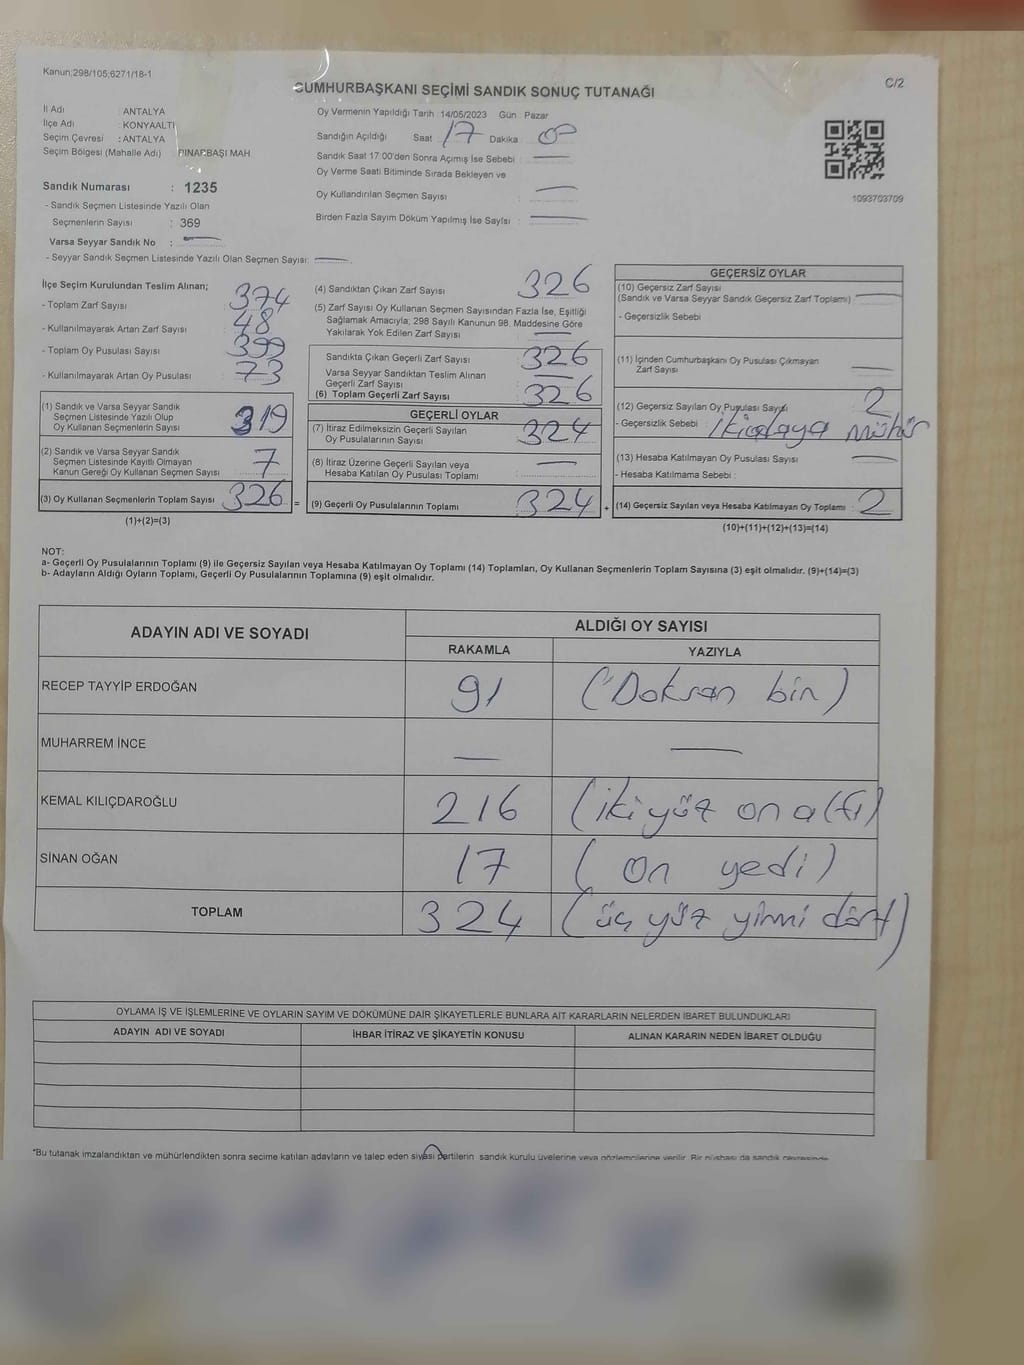 Kanun;298/105;6271/18-1
C/2
CUMHURBAŞKANI SEÇİMİ SANDIK SONUÇ TUTANAĞI
İl Adı : ANTALYA
İlçe Adı : KONYAALTI
Seçim Çevresi : ANTALYA
Seçim Bölgesi (Mahalle Adı) : PINARBAŞI MAH
Sandık Numarası : 1235
- Sandık Seçmen Listesinde Yazılı Olan
Seçmenlerin Sayısı : 369
Varsa Seyyar Sandık No : —
- Seyyar Sandık Seçmen Listesinde Yazılı Olan Seçmen Sayısı: —
Oy Vermenin Yapıldığı Tarih : 14/05/2023 Gün : Pazar
Sandığın Açıldığı Saat : 17 Dakika : 00
Sandık Saat 17:00'den Sonra Açımış İse Sebebi : —
Oy Verme Saati Bitiminde Sırada Bekleyen ve
Oy Kullandırılan Seçmen Sayısı : —
Birden Fazla Sayım Döküm Yapılmış İse Sayısı : —
1093703709
İlçe Seçim Kurulundan Teslim Alınan;
- Toplam Zarf Sayısı : 374
- Kullanılmayarak Artan Zarf Sayısı : 48
- Toplam Oy Pusulası Sayısı : 399
- Kullanılmayarak Artan Oy Pusulası : 73
(1) Sandık ve Varsa Seyyar Sandık
Seçmen Listesinde Yazılı Olup
Oy Kullanan Seçmenlerin Sayısı : 319
(2) Sandık ve Varsa Seyyar Sandık
Seçmen Listesinde Kayıtlı Olmayan
Kanun Gereği Oy Kullanan Seçmen Sayısı : 7
(3) Oy Kullanan Seçmenlerin Toplam Sayısı : 326 =
(1)+(2)=(3)
(4) Sandıktan Çıkan Zarf Sayısı : 326
(5) Zarf Sayısı Oy Kullanan Seçmen Sayısından Fazla İse, Eşitliği
Sağlamak Amacıyla; 298 Sayılı Kanunun 98. Maddesine Göre
Yakılarak Yok Edilen Zarf Sayısı : —
Sandıkta Çıkan Geçerli Zarf Sayısı : 326
Varsa Seyyar Sandıktan Teslim Alınan
Geçerli Zarf Sayısı : —
(6) Toplam Geçerli Zarf Sayısı : 326
GEÇERLİ OYLAR
(7) İtiraz Edilmeksizin Geçerli Sayılan
Oy Pusulalarının Sayısı : 324
(8) İtiraz Üzerine Geçerli Sayılan veya
Hesaba Katılan Oy Pusulası Toplamı : —
(9) Geçerli Oy Pusulalarının Toplamı : 324 +
GEÇERSİZ OYLAR
(10) Geçersiz Zarf Sayısı
(Sandık ve Varsa Seyyar Sandık Geçersiz Zarf Toplamı) : —
- Geçersizlik Sebebi :
(11) İçinden Cumhurbaşkanı Oy Pusulası Çıkmayan
Zarf Sayısı : —
(12) Geçersiz Sayılan Oy Pusulası Sayısı : 2
- Geçersizlik Sebebi : iki adaya mühür
(13) Hesaba Katılmayan Oy Pusulası Sayısı : —
- Hesaba Katılmama Sebebi :
(14) Geçersiz Sayılan veya Hesaba Katılmayan Oy Toplamı : 2
(10)+(11)+(12)+(13)=(14)
NOT:
a- Geçerli Oy Pusulalarının Toplamı (9) ile Geçersiz Sayılan veya Hesaba Katılmayan Oy Toplamı (14) Toplamları, Oy Kullanan Seçmenlerin Toplam Sayısına (3) eşit olmalıdır. (9)+(14)=(3)
b- Adayların Aldığı Oyların Toplamı, Geçerli Oy Pusulalarının Toplamına (9) eşit olmalıdır.
ADAYIN ADI VE SOYADI
ALDIĞI OY SAYISI
RAKAMLA YAZIYLA
RECEP TAYYİP ERDOĞAN 91 (Doksan bin)
MUHARREM İNCE — —
KEMAL KILIÇDAROĞLU 216 (iki yüz on altı)
SİNAN OĞAN 17 (on yedi)
TOPLAM 324 (üç yüz yirmi dört)
OYLAMA İŞ VE İŞLEMLERİNE VE OYLARIN SAYIM VE DÖKÜMÜNE DAİR ŞİKAYETLERLE BUNLARA AİT KARARLARIN NELERDEN İBARET BULUNDUKLARI
ADAYIN ADI VE SOYADI İHBAR İTİRAZ VE ŞİKAYETİN KONUSU ALINAN KARARIN NEDEN İBARET OLDUĞU
*Bu tutanak imzalandıktan ve mühürlendikten sonra seçime katılan adayların ve talep eden siyasi partilerin sandık kurulu üyelerine veya gözlemcilerine verilir. Bir nüshası da sandık çevresinde